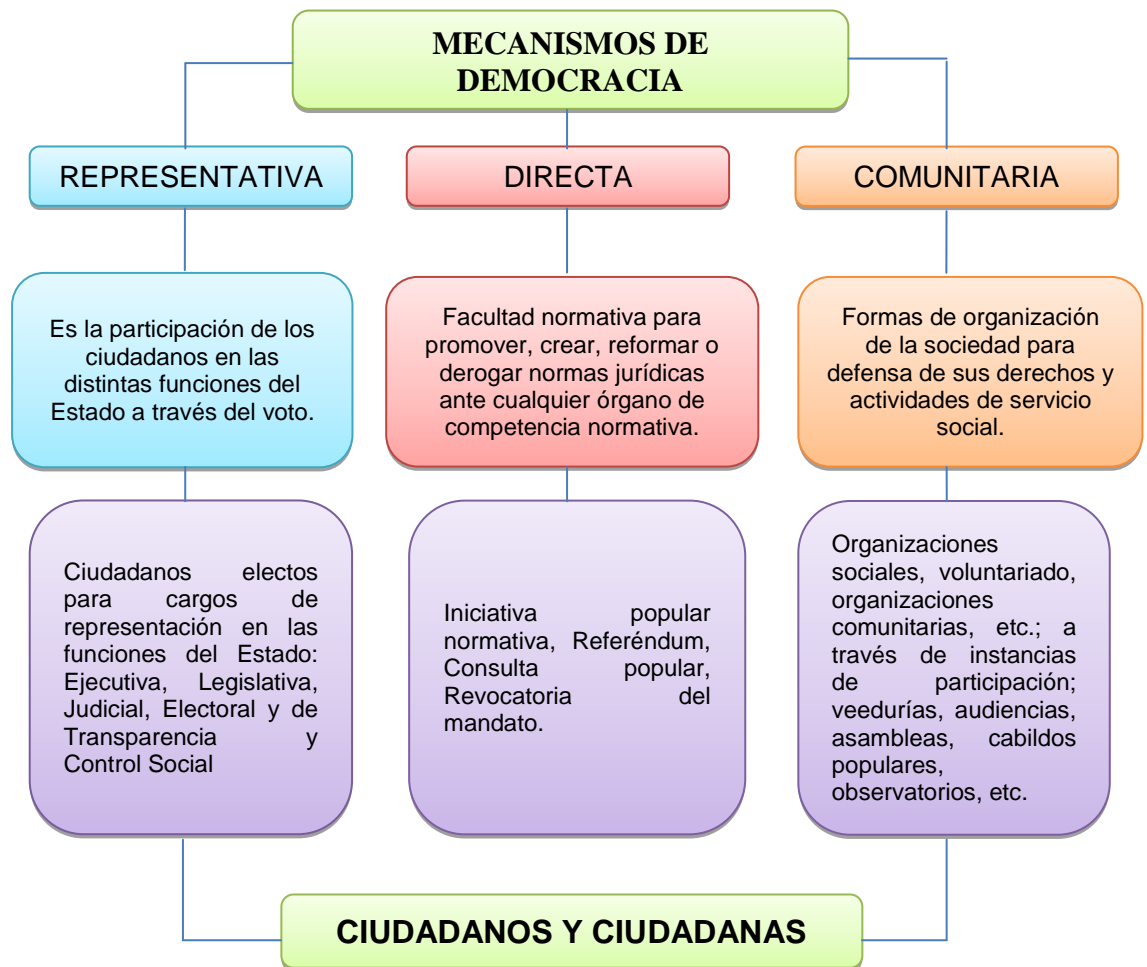 MECANISMOS DE
DEMOCRACIA
REPRESENTATIVA
DIRECTA
COMUNITARIA
Es la participación de los
ciudadanos en las
distintas funciones del
Estado a través del voto.
Facultad normativa para
promover, crear, reformar o
derogar normas jurídicas
ante cualquier órgano de
competencia normativa.
Formas de organización
de la sociedad para
defensa de sus derechos y
actividades de servicio
social.
Ciudadanos electos
para cargos de
representación en las
funciones del Estado:
Ejecutiva, Legislativa,
Judicial, Electoral y de
Transparencia y
Control Social
Iniciativa popular
normativa, Referéndum,
Consulta popular,
Revocatoria del
mandato.
Organizaciones
sociales, voluntariado,
organizaciones
comunitarias, etc.; a
través de instancias
de participación;
veedurías, audiencias,
asambleas, cabildos
populares,
observatorios, etc.
CIUDADANOS Y CIUDADANAS